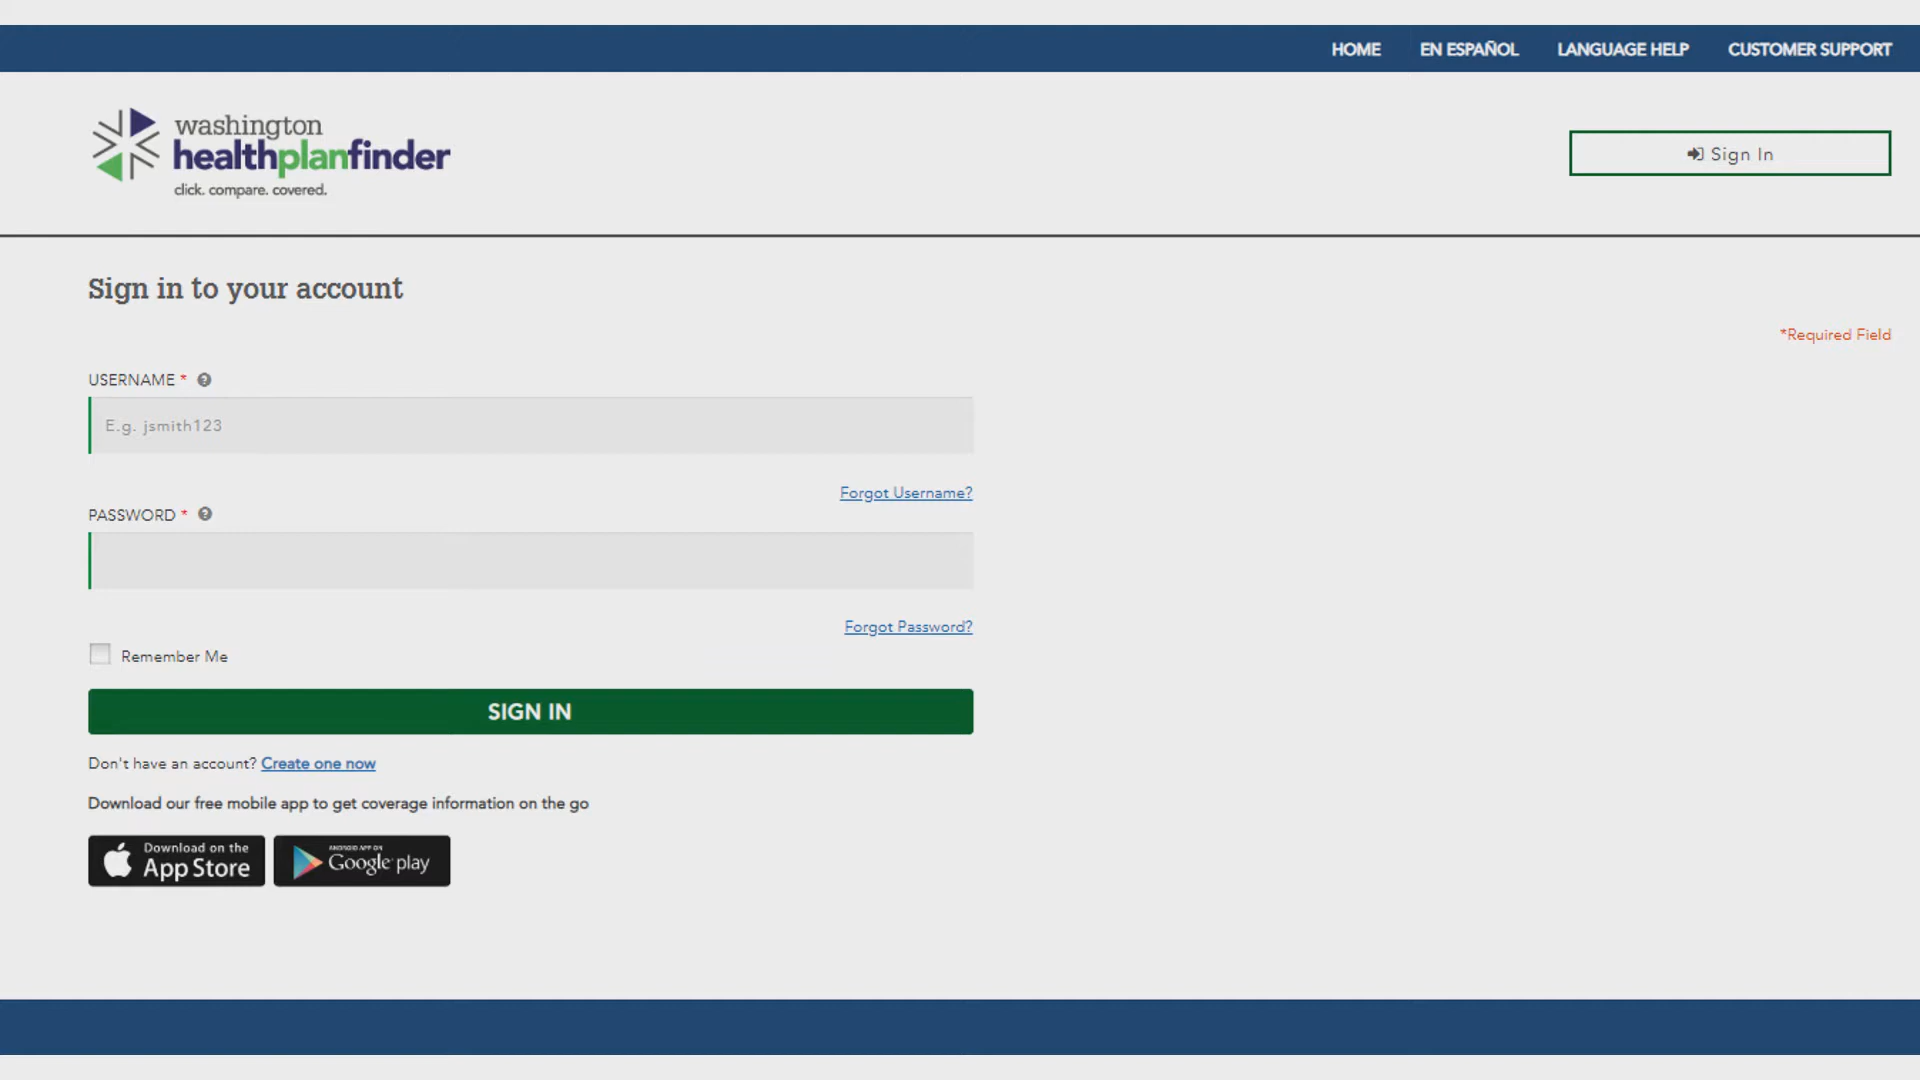 HOME EN ESPAÑOL LANGUAGE HELP CUSTOMER SUPPORT
washington
healthplanfinder
click. compare. covered.
Sign In
Sign in to your account
*Required Field
USERNAME * ?
E.g. jsmith123
Forgot Username?
PASSWORD * ?
Forgot Password?
Remember Me
SIGN IN
Don't have an account? Create one now
Download our free mobile app to get coverage information on the go
Download on the
App Store
ANDROID APP ON
Google play